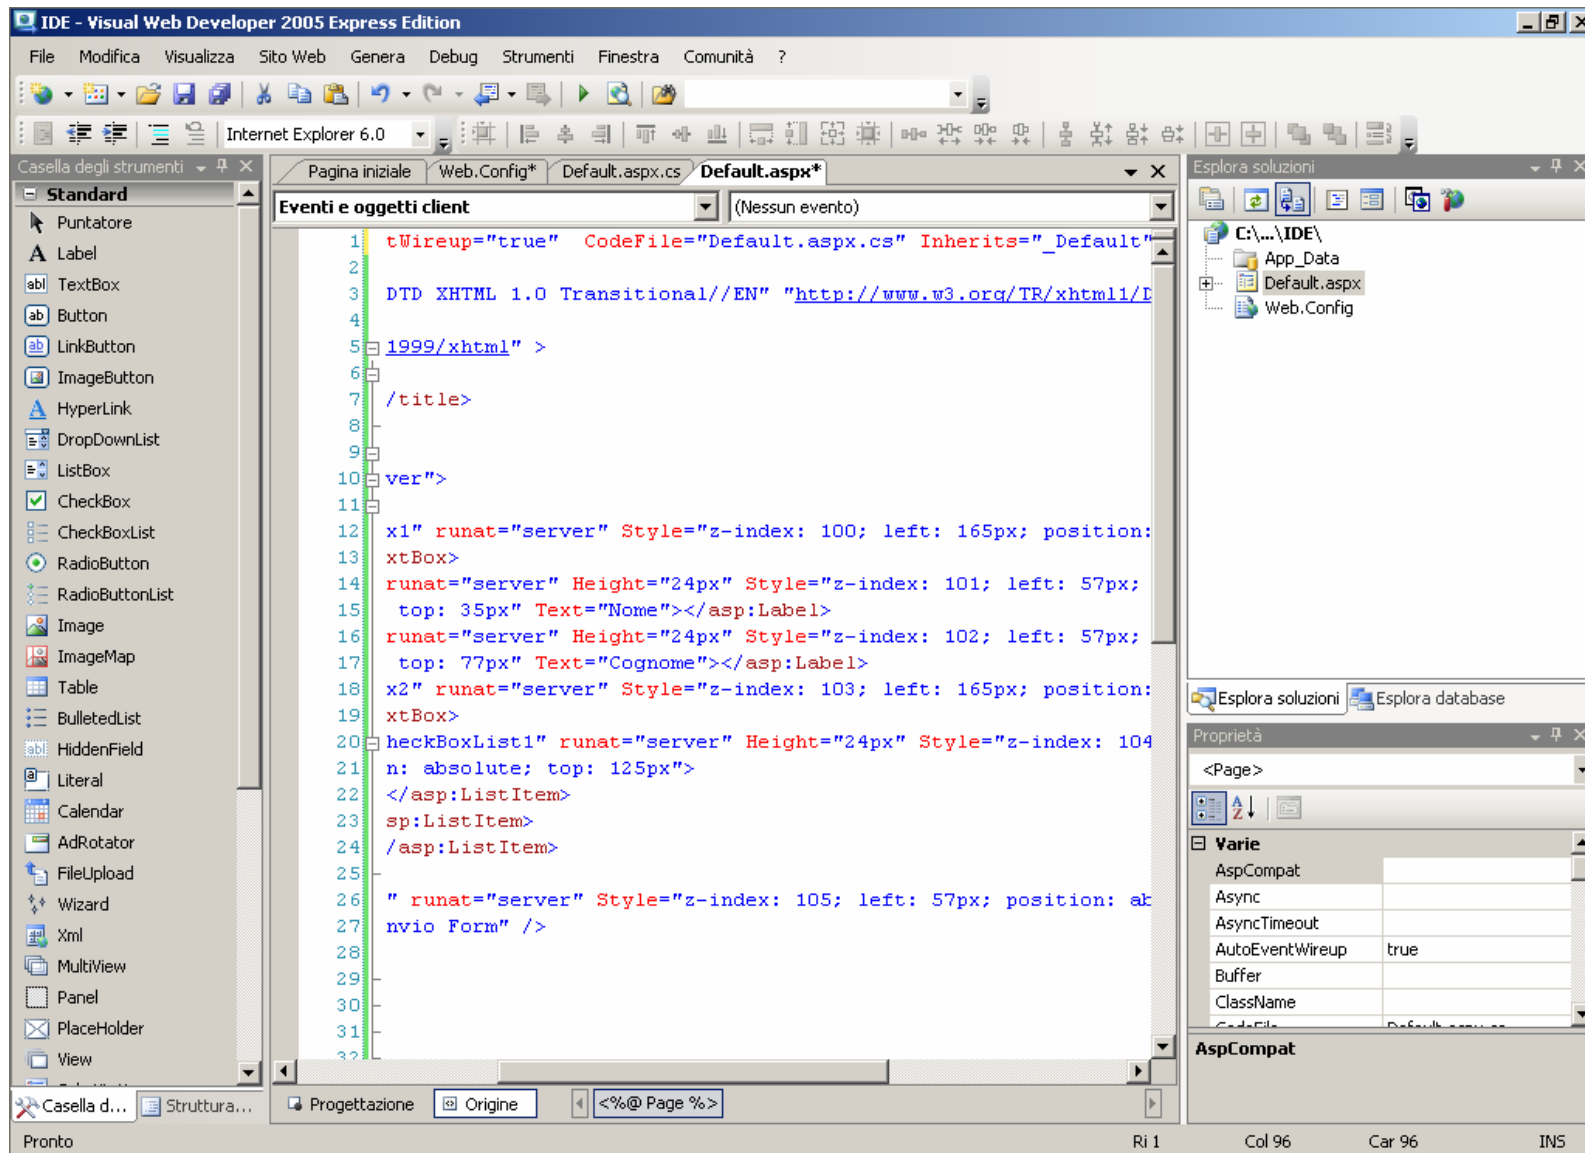 IDE - Visual Web Developer 2005 Express Edition
File Modifica Visualizza Sito Web Genera Debug Strumenti Finestra Comunità ?
Internet Explorer 6.0
Casella degli strumenti
Standard
Puntatore
Label
TextBox
Button
LinkButton
ImageButton
HyperLink
DropDownList
ListBox
CheckBox
CheckBoxList
RadioButton
RadioButtonList
Image
ImageMap
Table
BulletedList
HiddenField
Literal
Calendar
AdRotator
FileUpload
Wizard
Xml
MultiView
Panel
PlaceHolder
View
Casella d... Struttura...
Pagina iniziale Web.Config* Default.aspx.cs Default.aspx*
Eventi e oggetti client (Nessun evento)
1 tWireup="true"  CodeFile="Default.aspx.cs" Inherits="_Default"
2
3 DTD XHTML 1.0 Transitional//EN" "http://www.w3.org/TR/xhtml1/D
4
5 1999/xhtml" >
6
7 /title>
8
9
10 ver">
11
12 x1" runat="server" Style="z-index: 100; left: 165px; position:
13 xtBox>
14 runat="server" Height="24px" Style="z-index: 101; left: 57px;
15 top: 35px" Text="Nome"></asp:Label>
16 runat="server" Height="24px" Style="z-index: 102; left: 57px;
17 top: 77px" Text="Cognome"></asp:Label>
18 x2" runat="server" Style="z-index: 103; left: 165px; position:
19 xtBox>
20 heckBoxList1" runat="server" Height="24px" Style="z-index: 104
21 n: absolute; top: 125px">
22 </asp:ListItem>
23 sp:ListItem>
24 /asp:ListItem>
25
26 " runat="server" Style="z-index: 105; left: 57px; position: ab
27 nvio Form" />
28
29
30
31
32
Progettazione Origine <%@ Page %>
Esplora soluzioni
C:\...\IDE\
App_Data
Default.aspx
Web.Config
Esplora soluzioni Esplora database
Proprietà
<Page>
Varie
AspCompat
Async
AsyncTimeout
AutoEventWireup true
Buffer
ClassName
CodeFile Default.aspx.cs
AspCompat
Pronto Ri 1 Col 96 Car 96 INS